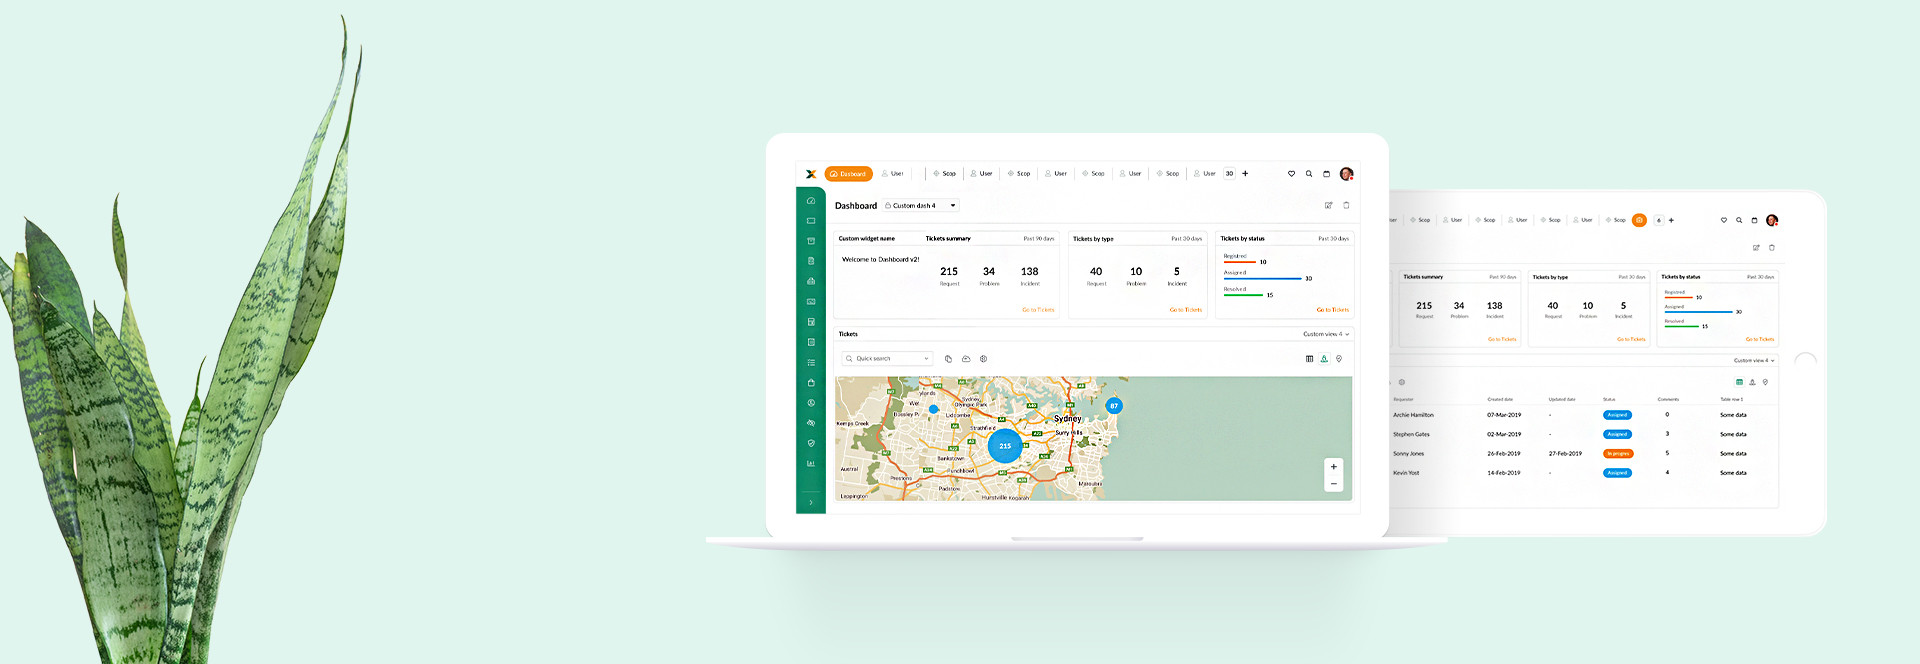 Dasboard User Scop User Scop User Scop User Scop User 30
Dashboard Custom dash 4
Custom widget name
Welcome to Dashboard v2!
Tickets summary Past 90 days
215 34 138
Request Problem Incident
Go to Tickets
Tickets by type Past 30 days
40 10 5
Request Problem Incident
Go to Tickets
Tickets by status Past 30 days
Registred
10
Assigned
30
Resolved
15
Go to Tickets
Tickets Custom view 4
Quick search
Sydney
Olympic Park
Bossley P
Lidcombe
Kemps Creek
Strathfield
Sydney
Surry Hills
87
215
Bankstown
Punchbowl
Austral
Prestons
Padstow
Maroubra
Leppington
Hurstville Kogarah
Scop User Scop User Scop User Scop 6
Tickets summary Past 90 days
215 34 138
Request Problem Incident
Go to Tickets
Tickets by type Past 30 days
40 10 5
Request Problem Incident
Go to Tickets
Tickets by status Past 30 days
Registred
10
Assigned
30
Resolved
15
Go to Tickets
Custom view 4
Requester Created date Updated date Status Comments Table row 1
Archie Hamilton 07-Mar-2019 - Assigned 0 Some data
Stephen Gates 02-Mar-2019 - Assigned 3 Some data
Sonny Jones 26-Feb-2019 27-Feb-2019 In progres 5 Some data
Kevin Yost 14-Feb-2019 - Assigned 4 Some data